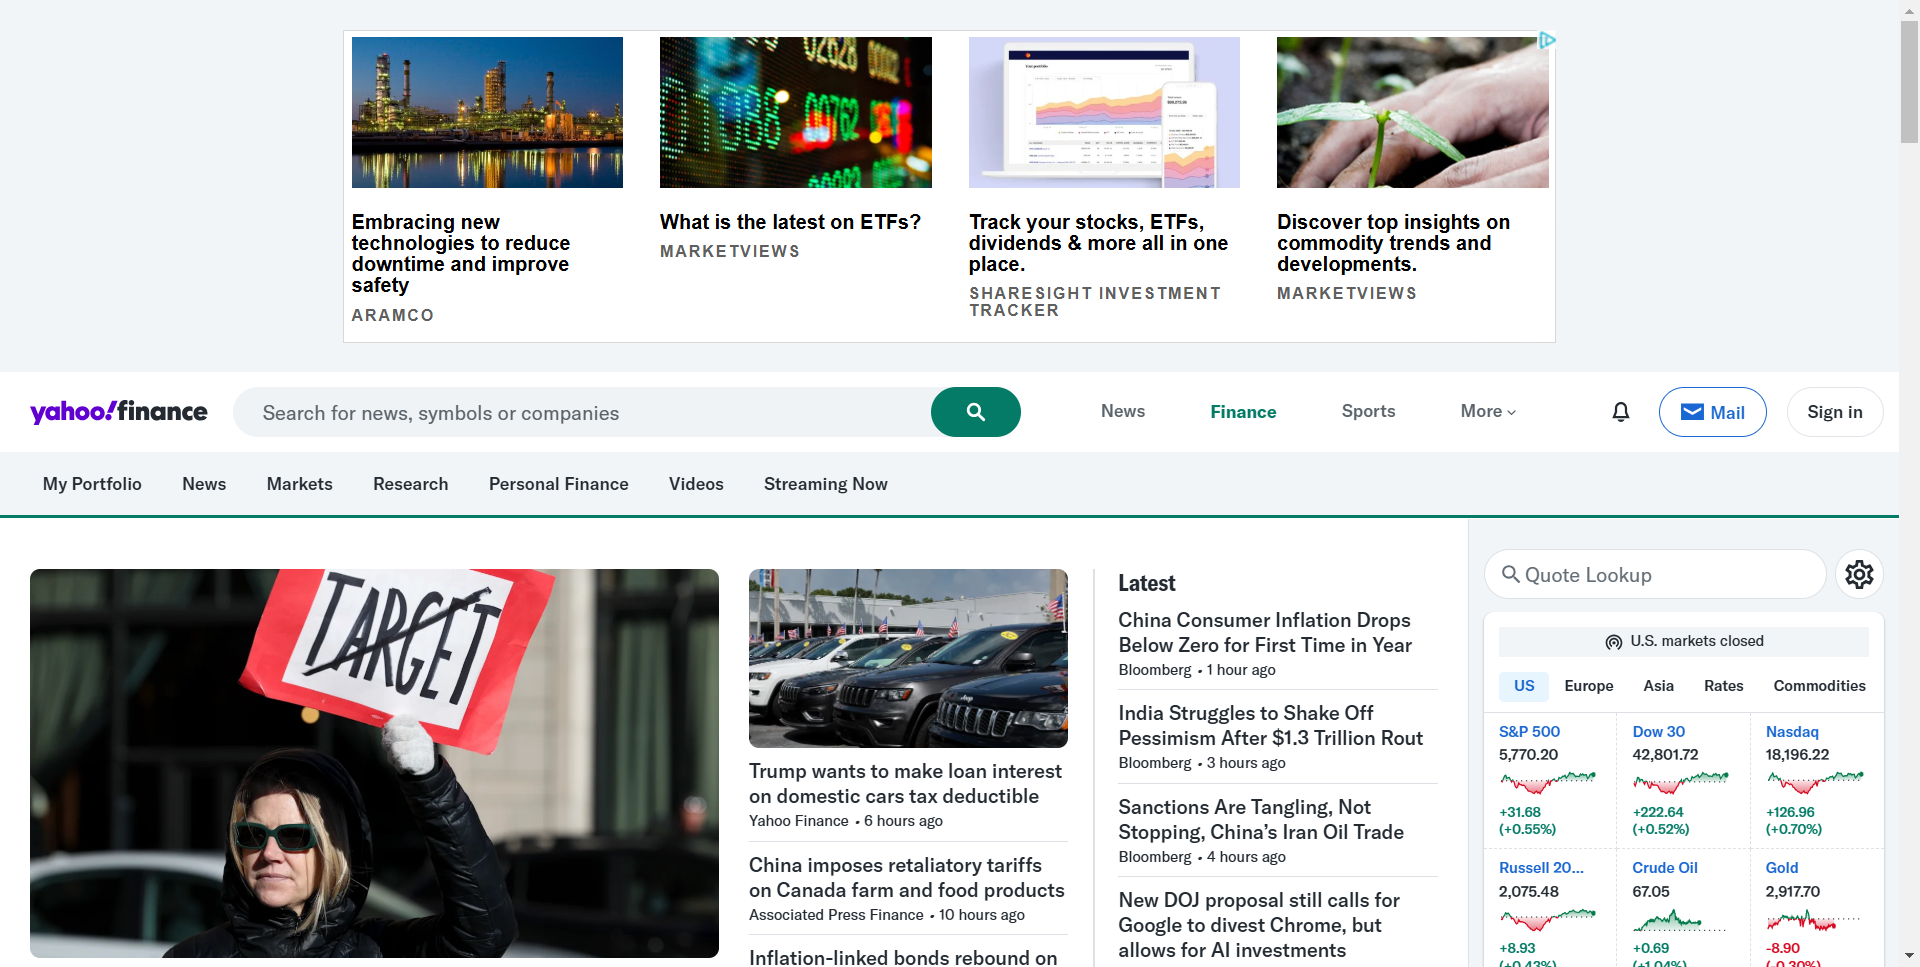 Embracing new
technologies to reduce
downtime and improve
safety
ARAMCO
What is the latest on ETFs?
MARKETVIEWS
Track your stocks, ETFs,
dividends & more all in one
place.
SHARESIGHT INVESTMENT
TRACKER
Discover top insights on
commodity trends and
developments.
MARKETVIEWS
yahoo!finance
Search for news, symbols or companies
News
Finance
Sports
More
Mail
Sign in
My Portfolio
News
Markets
Research
Personal Finance
Videos
Streaming Now
TARGET
Trump wants to make loan interest
on domestic cars tax deductible
Yahoo Finance • 6 hours ago
China imposes retaliatory tariffs
on Canada farm and food products
Associated Press Finance • 10 hours ago
Inflation-linked bonds rebound on
Latest
China Consumer Inflation Drops
Below Zero for First Time in Year
Bloomberg • 1 hour ago
India Struggles to Shake Off
Pessimism After $1.3 Trillion Rout
Bloomberg • 3 hours ago
Sanctions Are Tangling, Not
Stopping, China's Iran Oil Trade
Bloomberg • 4 hours ago
New DOJ proposal still calls for
Google to divest Chrome, but
allows for AI investments
Quote Lookup
U.S. markets closed
US
Europe
Asia
Rates
Commodities
S&P 500
5,770.20
+31.68
(+0.55%)
Dow 30
42,801.72
+222.64
(+0.52%)
Nasdaq
18,196.22
+126.96
(+0.70%)
Russell 20...
2,075.48
+8.93
(+0.43%)
Crude Oil
67.05
+0.69
(+1.04%)
Gold
2,917.70
-8.90
(-0.30%)